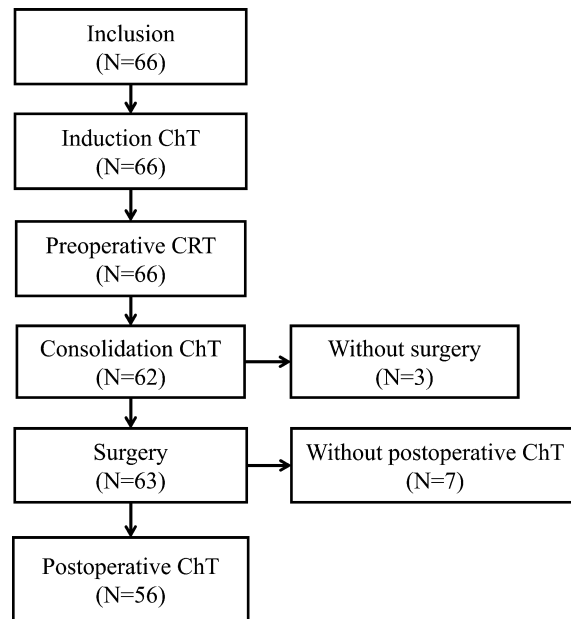 Inclusion
(N=66)
Induction ChT
(N=66)
Preoperative CRT
(N=66)
Consolidation ChT
(N=62)
Without surgery
(N=3)
Surgery
(N=63)
Without postoperative ChT
(N=7)
Postoperative ChT
(N=56)